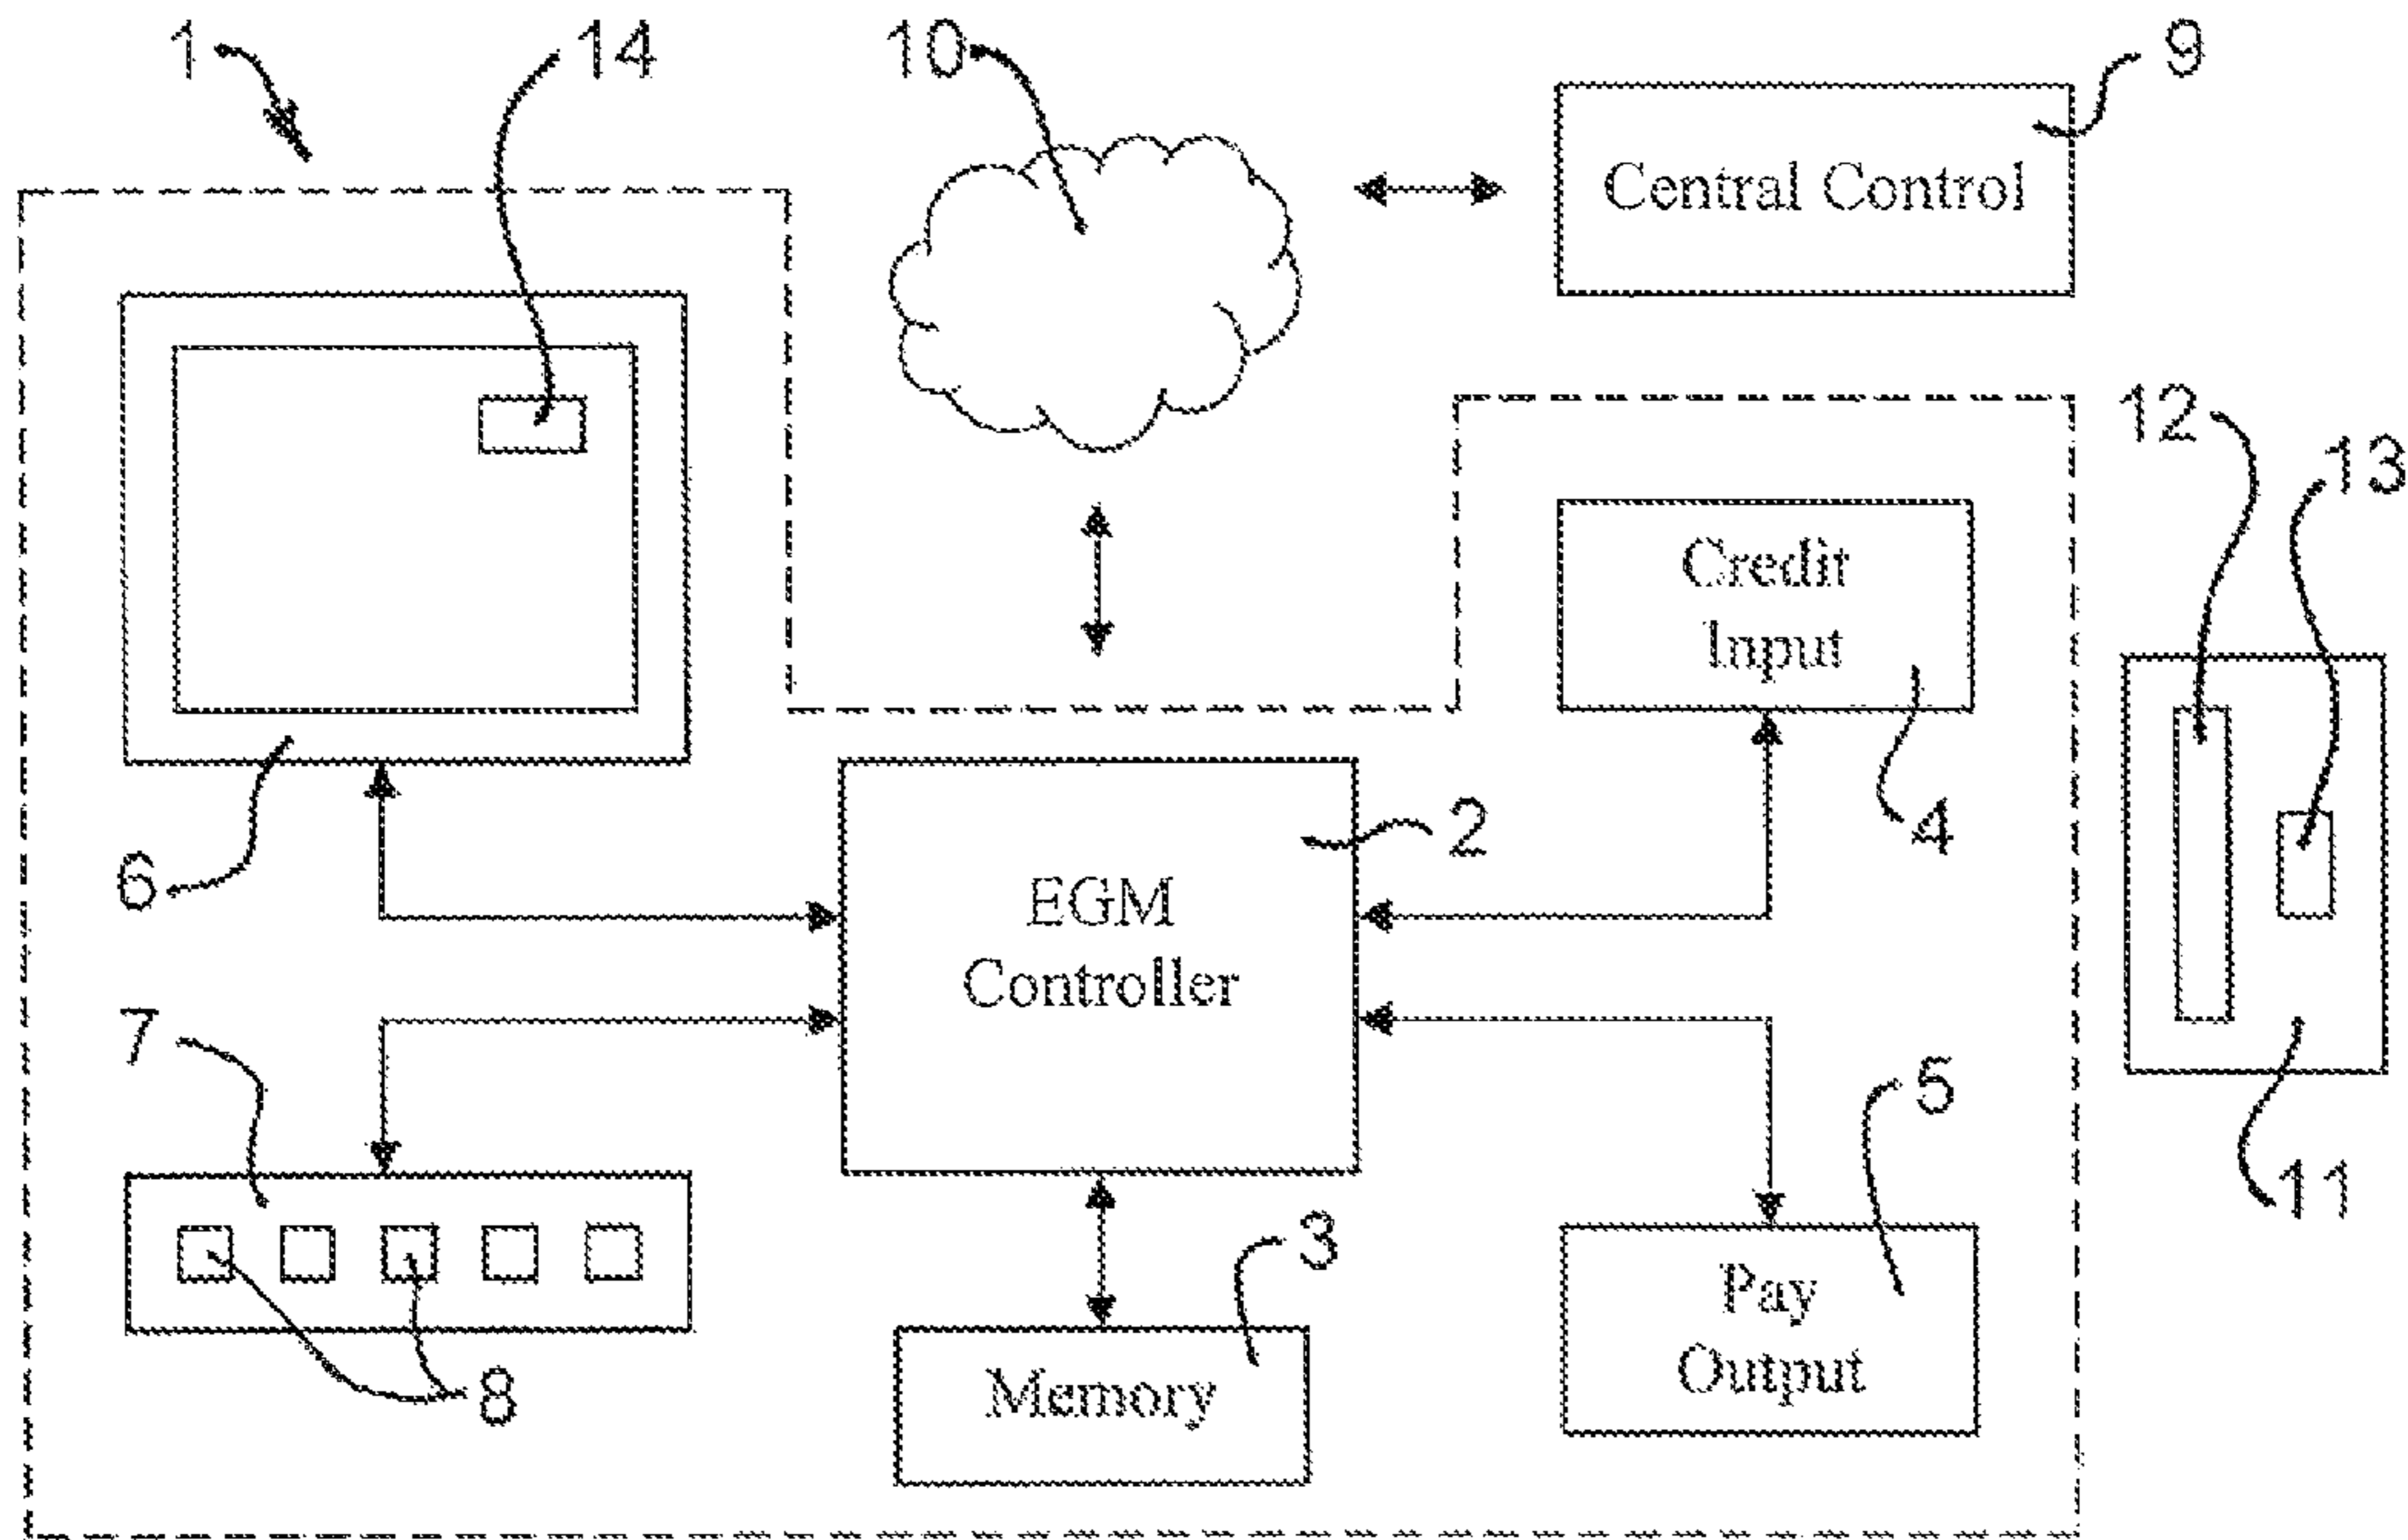 1
14
10
9
Central Control
12
13
Credit
Input
4
2
6
EGM
Controller
7
5
11
3
Pay
Output
8
Memory